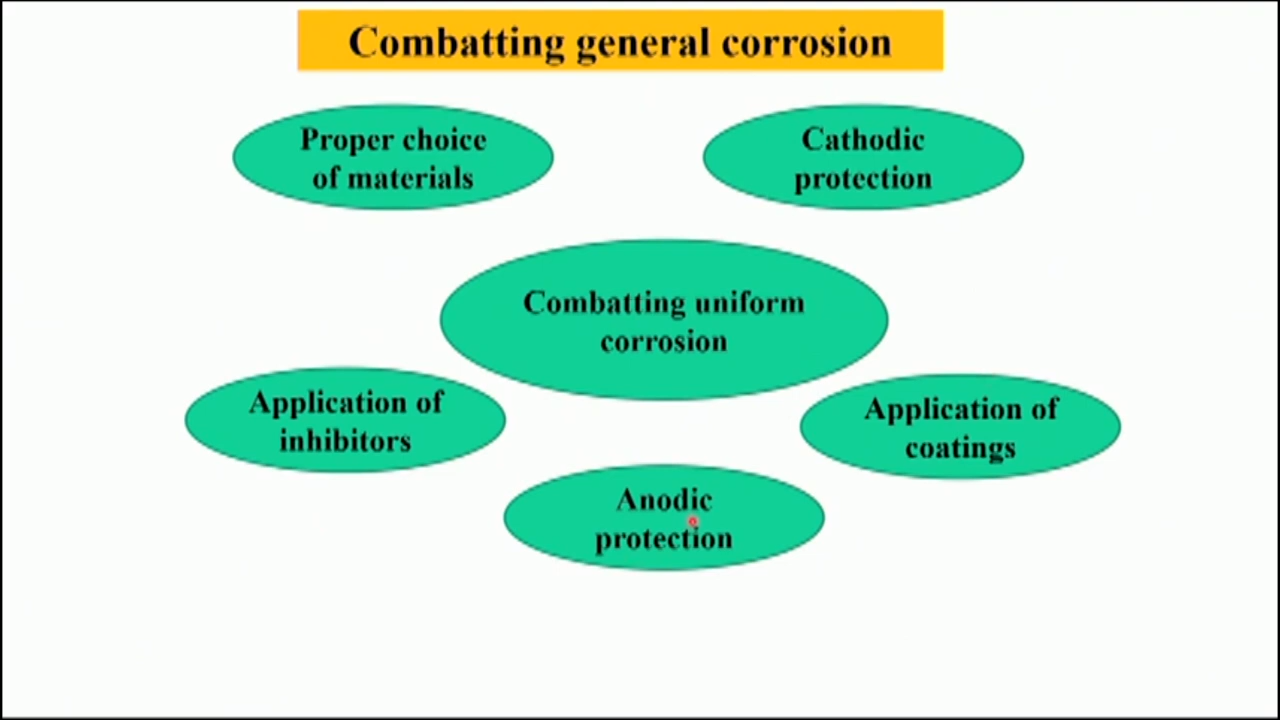 Combatting general corrosion
Proper choice
of materials
Cathodic
protection
Combatting uniform
corrosion
Application of
inhibitors
Application of
coatings
Anodic
protection